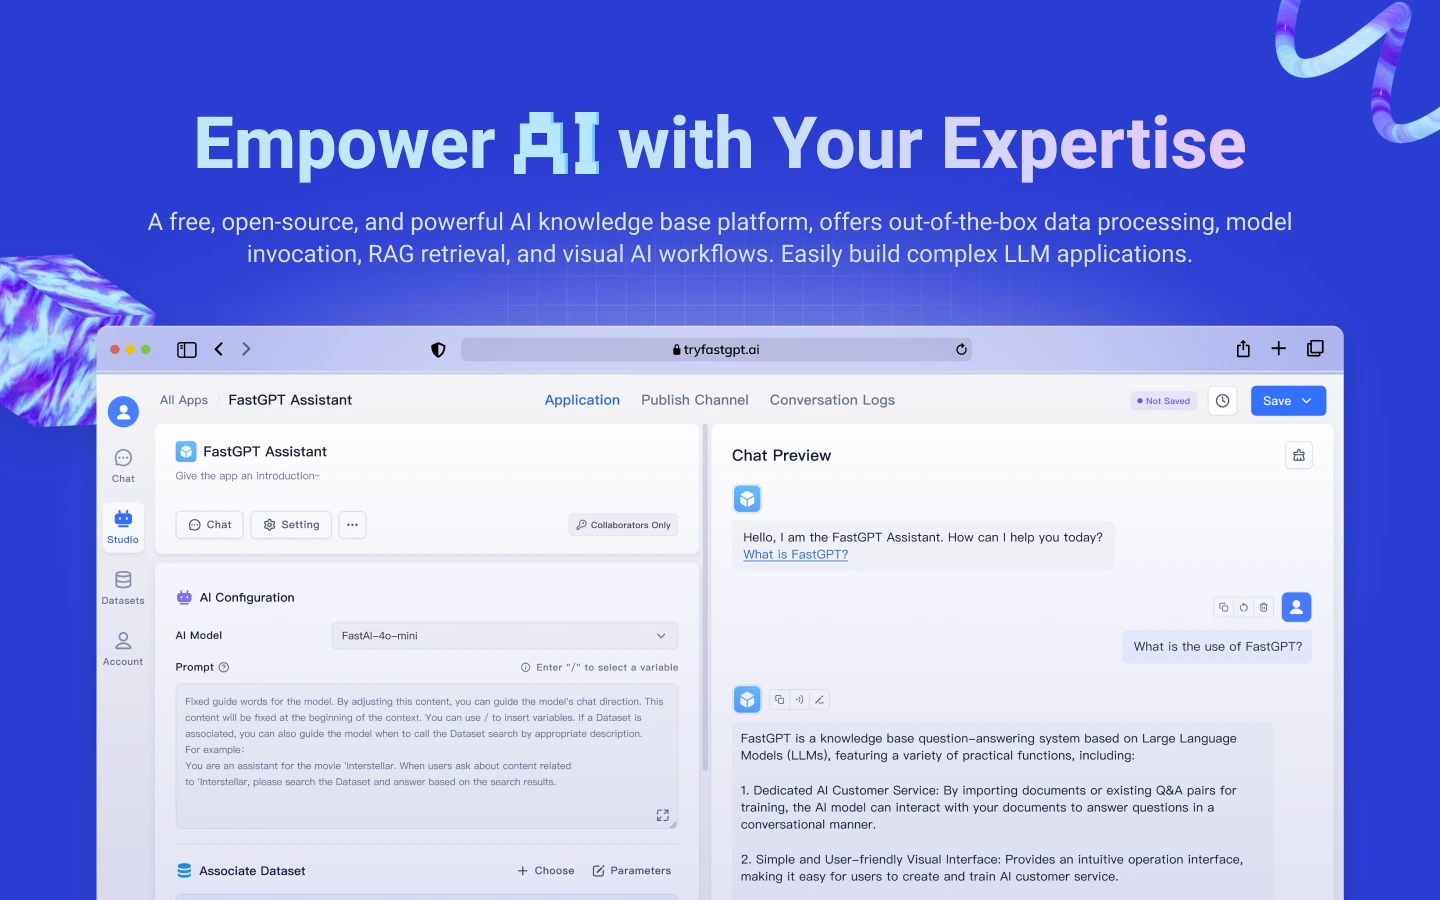 Empower AI with Your Expertise
A free, open-source, and powerful AI knowledge base platform, offers out-of-the-box data processing, model
invocation, RAG retrieval, and visual AI workflows. Easily build complex LLM applications.
tryfastgpt.ai
All Apps / FastGPT Assistant
Application
Publish Channel
Conversation Logs
Not Saved
Save
Chat
Studio
Datasets
Account
FastGPT Assistant
Give the app an introduction~
Chat
Setting
Collaborators Only
AI Configuration
AI Model
FastAI-4o-mini
Prompt
Enter "/" to select a variable
Fixed guide words for the model. By adjusting this content, you can guide the model's chat direction. This
content will be fixed at the beginning of the context. You can use / to insert variables. If a Dataset is
associated, you can also guide the model when to call the Dataset search by appropriate description.
For example:
You are an assistant for the movie 'Interstellar. When users ask about content related
to 'Interstellar, please search the Dataset and answer based on the search results.
Associate Dataset
Choose
Parameters
Chat Preview
Hello, I am the FastGPT Assistant. How can I help you today?
What is FastGPT?
What is the use of FastGPT?
FastGPT is a knowledge base question-answering system based on Large Language
Models (LLMs), featuring a variety of practical functions, including:
1. Dedicated AI Customer Service: By importing documents or existing Q&A pairs for
training, the AI model can interact with your documents to answer questions in a
conversational manner.
2. Simple and User-friendly Visual Interface: Provides an intuitive operation interface,
making it easy for users to create and train AI customer service.